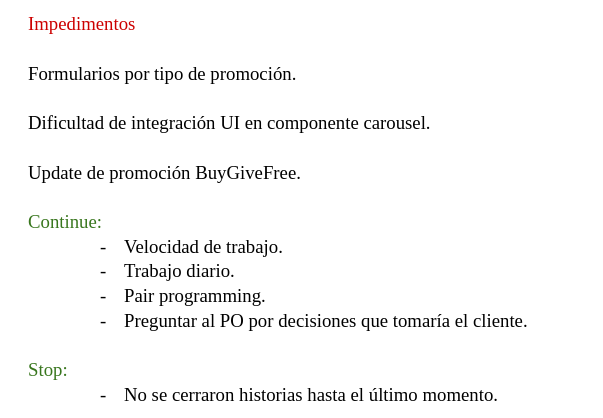 Impedimentos
Formularios por tipo de promoción.
Dificultad de integración UI en componente carousel.
Update de promoción BuyGiveFree.
Continue:
- Velocidad de trabajo.
- Trabajo diario.
- Pair programming.
- Preguntar al PO por decisiones que tomaría el cliente.
Stop:
- No se cerraron historias hasta el último momento.